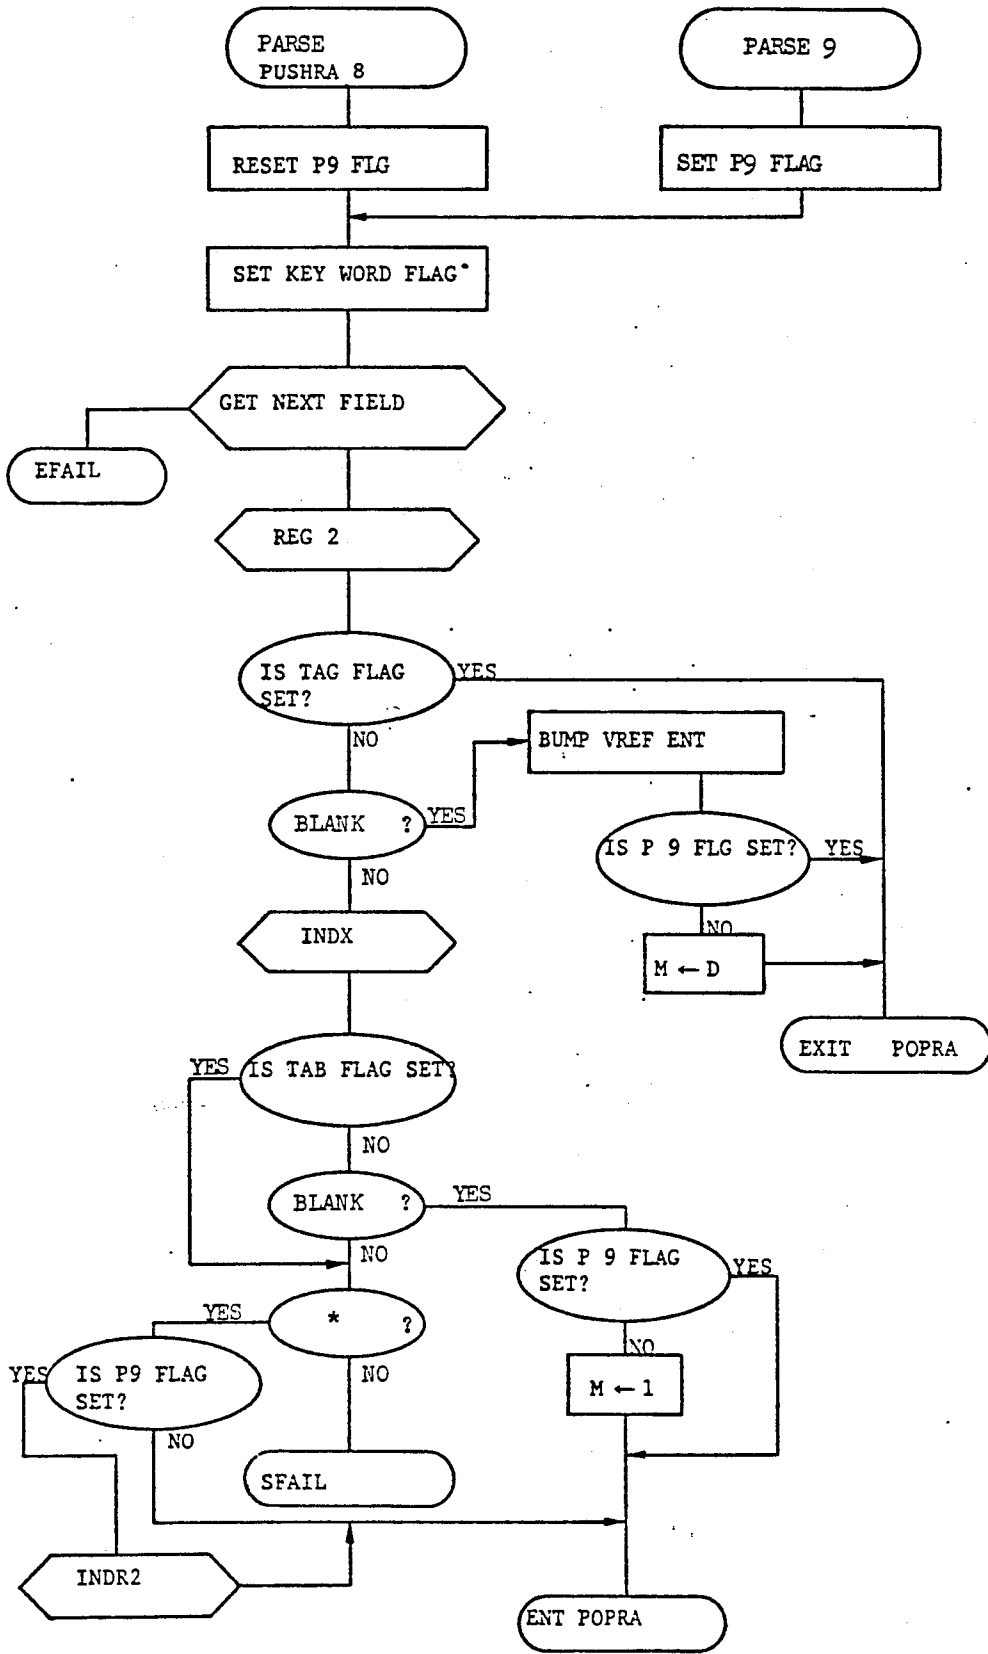 PARSE
PUSHRA 8
PARSE 9
RESET P9 FLG
SET P9 FLAG
SET KEY WORD FLAG
GET NEXT FIELD
EFAIL
REG 2
IS TAG FLAG
SET?
YES
NO
BUMP VREF ENT
BLANK ?
YES
IS P 9 FLG SET?
YES
NO
NO
INDX
M ← D
EXIT POPRA
YES
IS TAB FLAG SET?
NO
BLANK ?
YES
NO
IS P 9 FLAG
SET?
YES
YES
* ?
NO
NO
YES
IS P9 FLAG
SET?
M ← 1
NO
SFAIL
INDR2
ENT POPRA